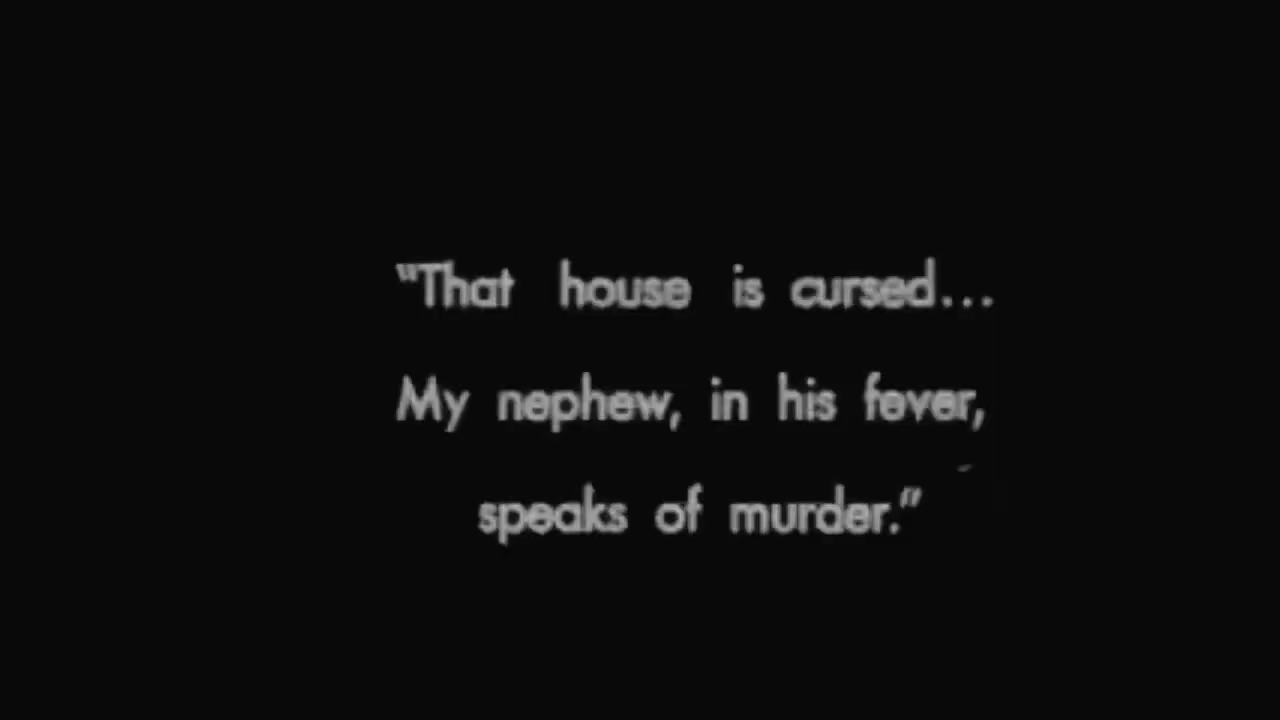 "That house is cursed...
My nephew, in his fever,
speaks of murder."